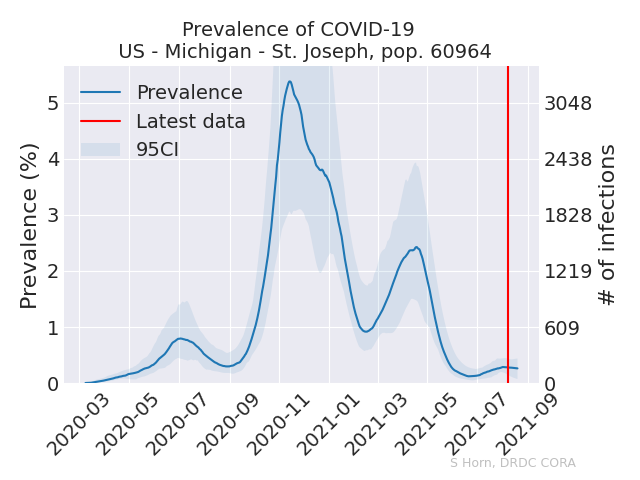 Prevalence of COVID-19
US - Michigan - St. Joseph, pop. 60964
Prevalence
Latest data
95CI
Prevalence (%)
5
4
3
2
1
0
3048
2438
1828
1219
609
0
# of infections
2020-03
2020-05
2020-07
2020-09
2020-11
2021-01
2021-03
2021-05
2021-07
2021-09
S Horn, DRDC CORA